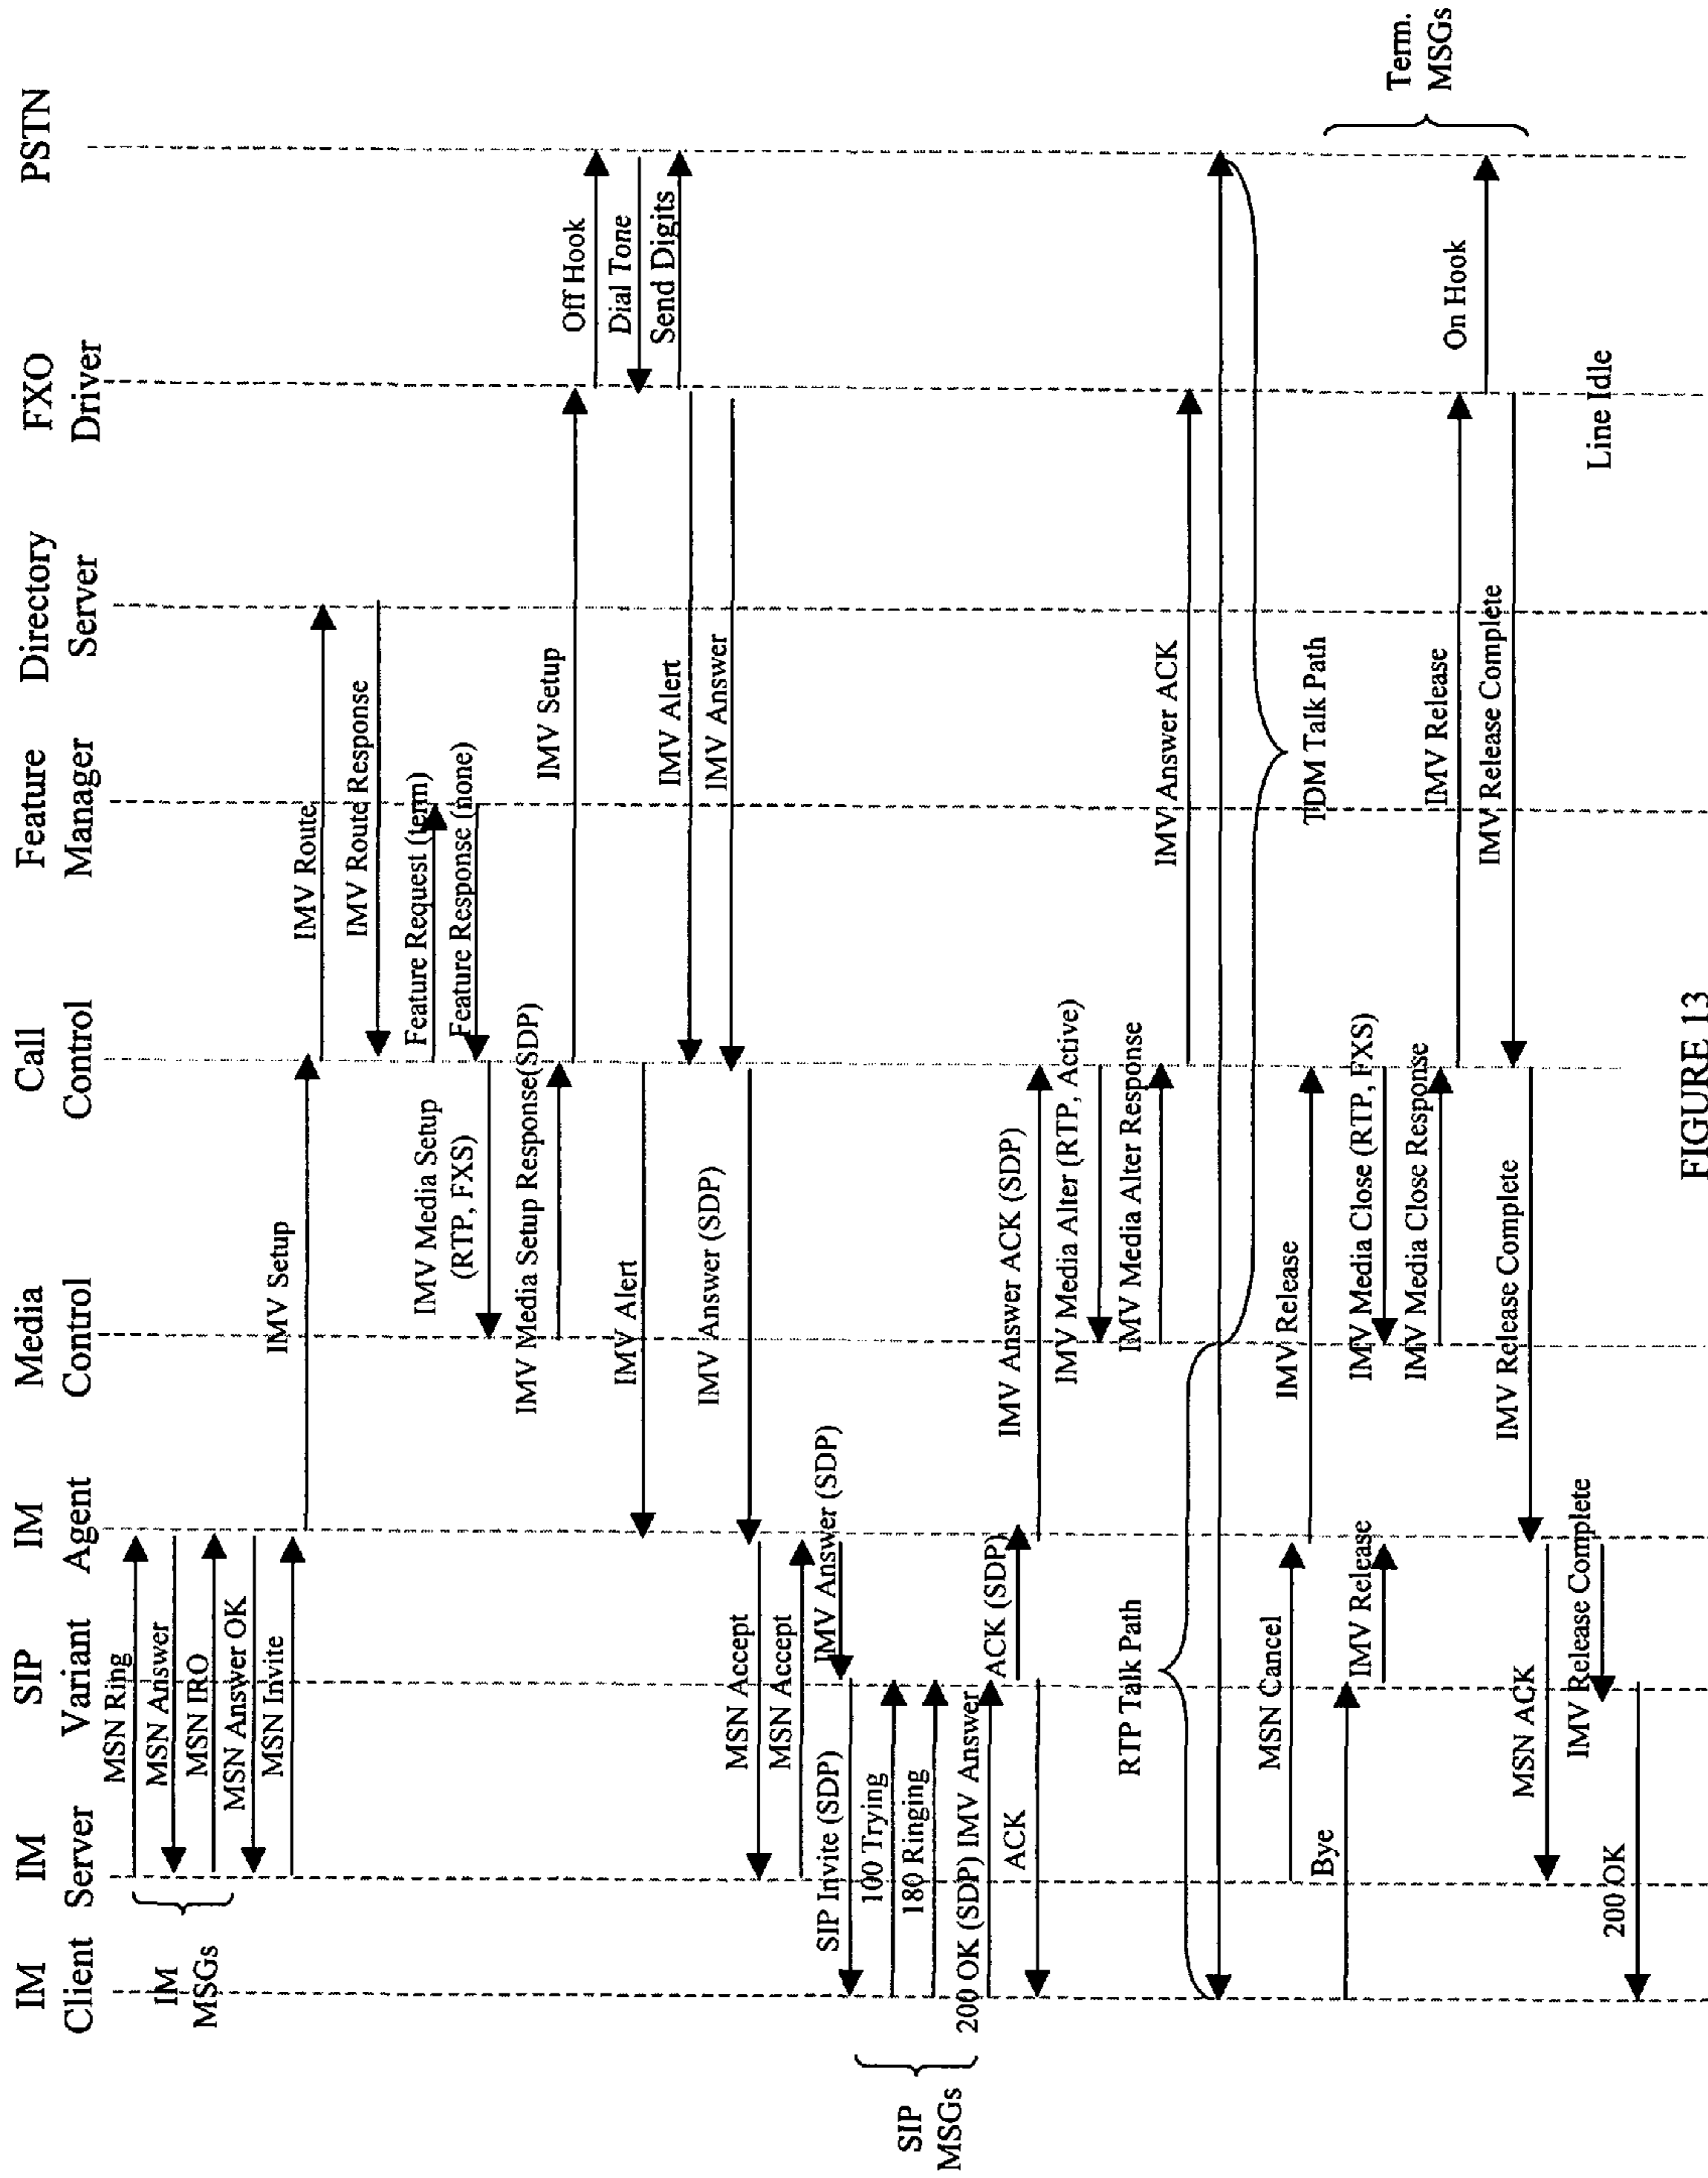 IM
Client
IM
Server
SIP
Variant
IM
Agent
Media
Control
Call
Control
Feature
Manager
Directory
Server
FXO
Driver
PSTN
IM
MSGs
MSN Ring
MSN Answer
MSN IRO
MSN Answer OK
MSN Invite
IMV Setup
IMV Route
IMV Route Response
Feature Request (term)
Feature Response (none)
IMV Media Setup
(RTP, FXS)
IMV Media Setup Response(SDP)
IMV Setup
Off Hook
Dial Tone
Send Digits
IMV Alert
IMV Alert
IMV Answer
IMV Answer (SDP)
MSN Accept
MSN Accept
IMV Answer (SDP)
SIP
MSGs
SIP Invite (SDP)
100 Trying
180 Ringing
200 OK (SDP) IMV Answer
ACK (SDP)
ACK
IMV Answer ACK (SDP)
IMV Media Alter (RTP, Active)
IMV Media Alter Response
IMV Answer ACK
RTP Talk Path
TDM Talk Path
MSN Cancel
IMV Release
Bye
IMV Release
IMV Media Close (RTP, FXS)
IMV Media Close Response
IMV Release
On Hook
Term.
MSGs
IMV Release Complete
IMV Release Complete
MSN ACK
IMV Release Complete
200 OK
Line Idle
FIGURE 13